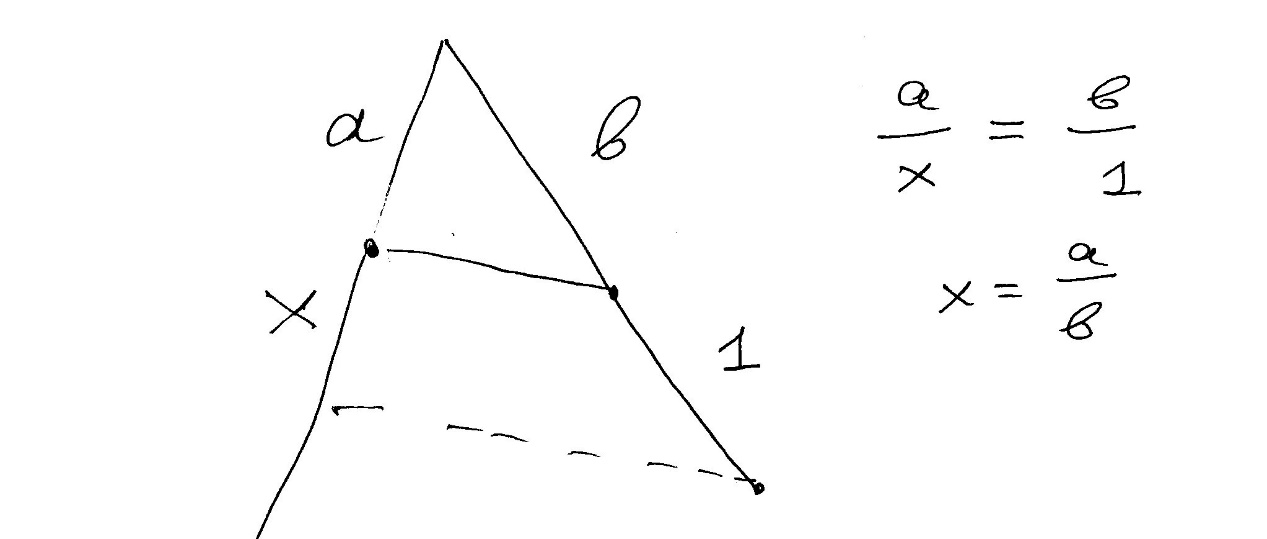 a
b
x
1
a/x = b/1
x = a/b